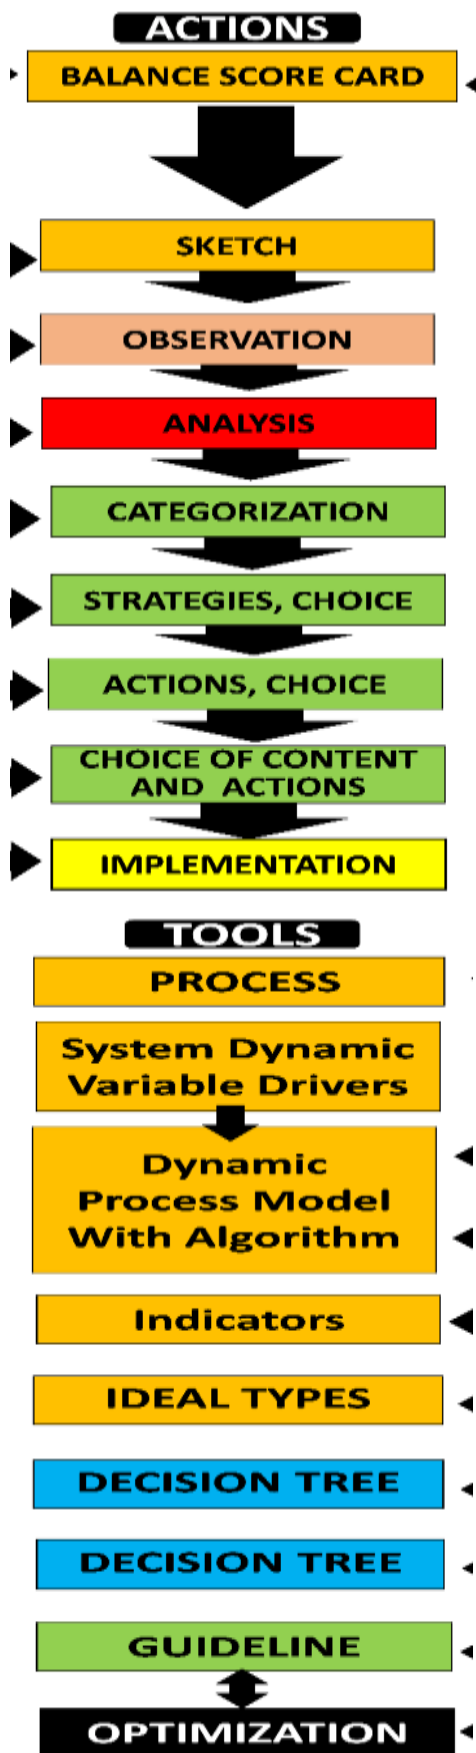 ACTIONS
BALANCE SCORE CARD
SKETCH
OBSERVATION
ANALYSIS
CATEGORIZATION
STRATEGIES, CHOICE
ACTIONS, CHOICE
CHOICE OF CONTENT
AND ACTIONS
IMPLEMENTATION
TOOLS
PROCESS
System Dynamic
Variable Drivers
Dynamic
Process Model
With Algorithm
Indicators
IDEAL TYPES
DECISION TREE
DECISION TREE
GUIDELINE
OPTIMIZATION